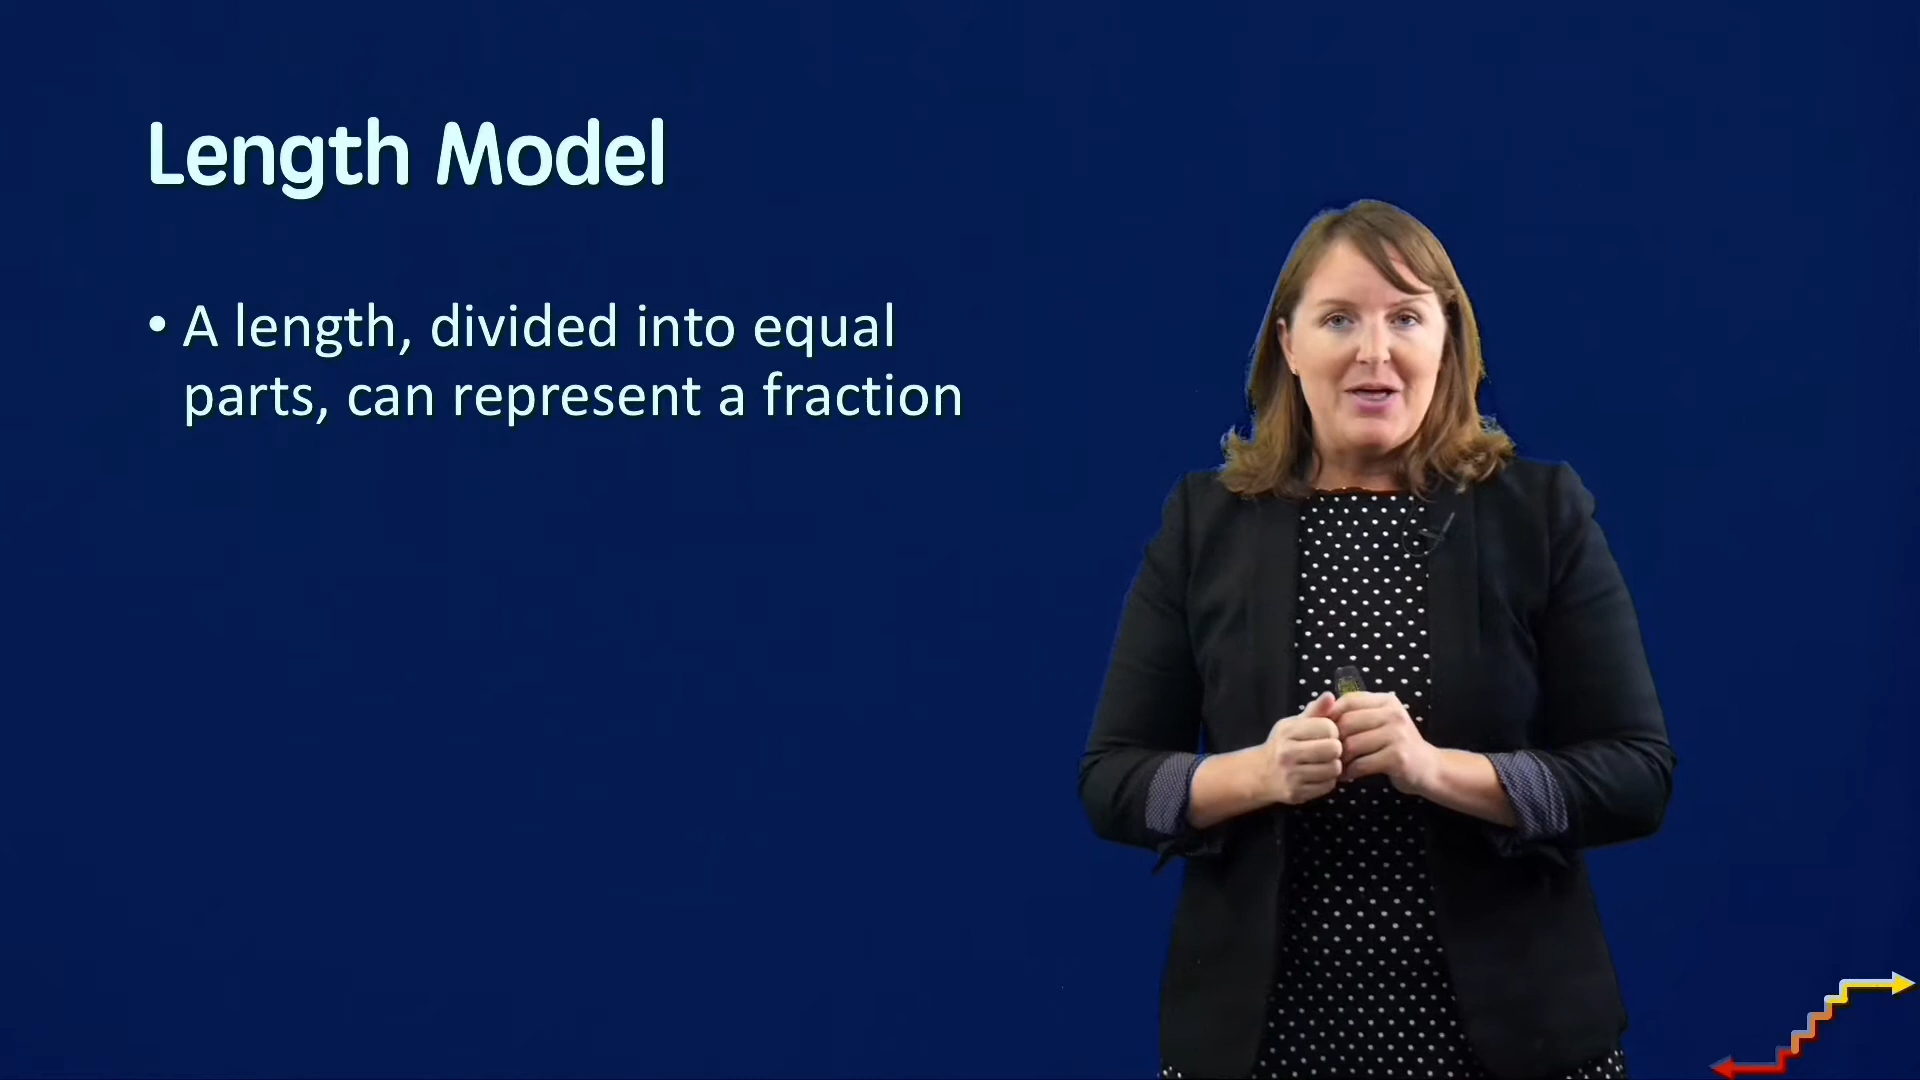 Length Model
• A length, divided into equal
parts, can represent a fraction